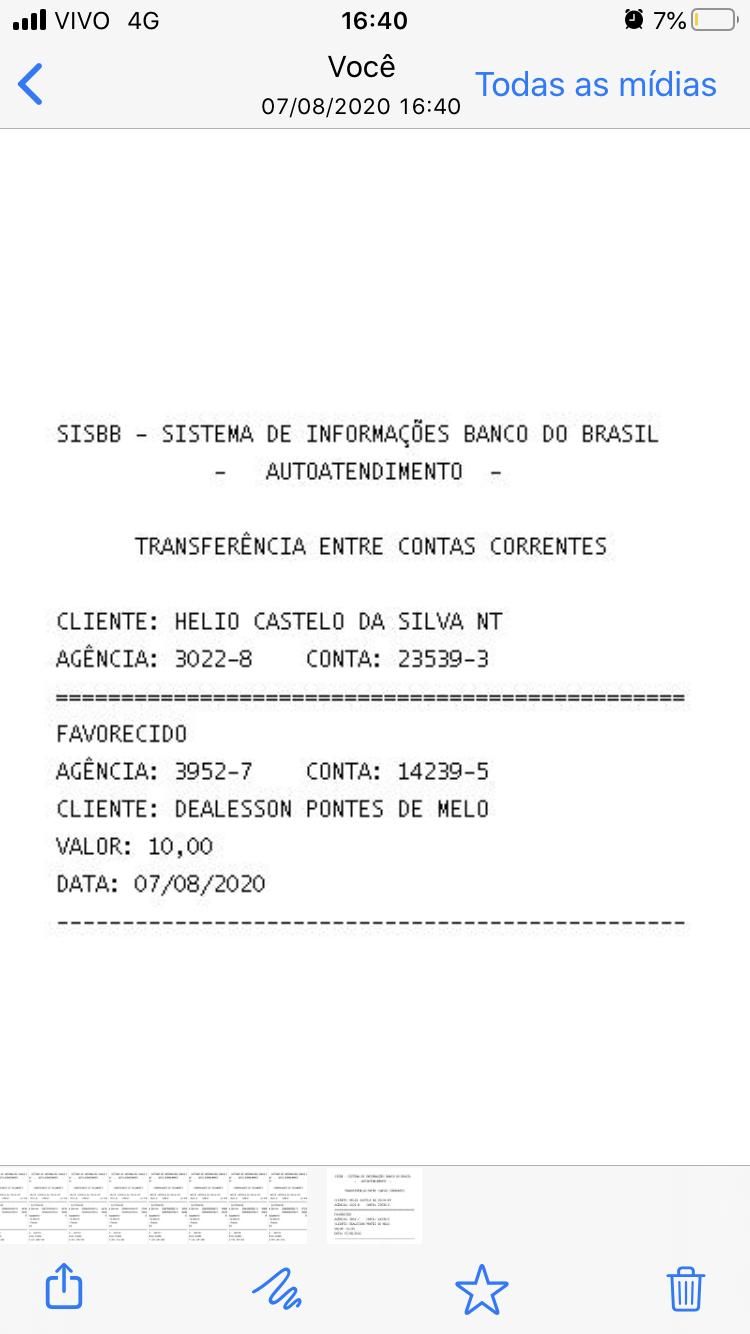 VIVO 4G 16:40 7%
Você
07/08/2020 16:40
Todas as mídias
SISBB - SISTEMA DE INFORMAÇÕES BANCO DO BRASIL
- AUTOATENDIMENTO -
TRANSFERÊNCIA ENTRE CONTAS CORRENTES
CLIENTE: HELIO CASTELO DA SILVA NT
AGÊNCIA: 3022-8 CONTA: 23539-3
================================================
FAVORECIDO
AGÊNCIA: 3952-7 CONTA: 14239-5
CLIENTE: DEALESSON PONTES DE MELO
VALOR: 10,00
DATA: 07/08/2020
------------------------------------------------